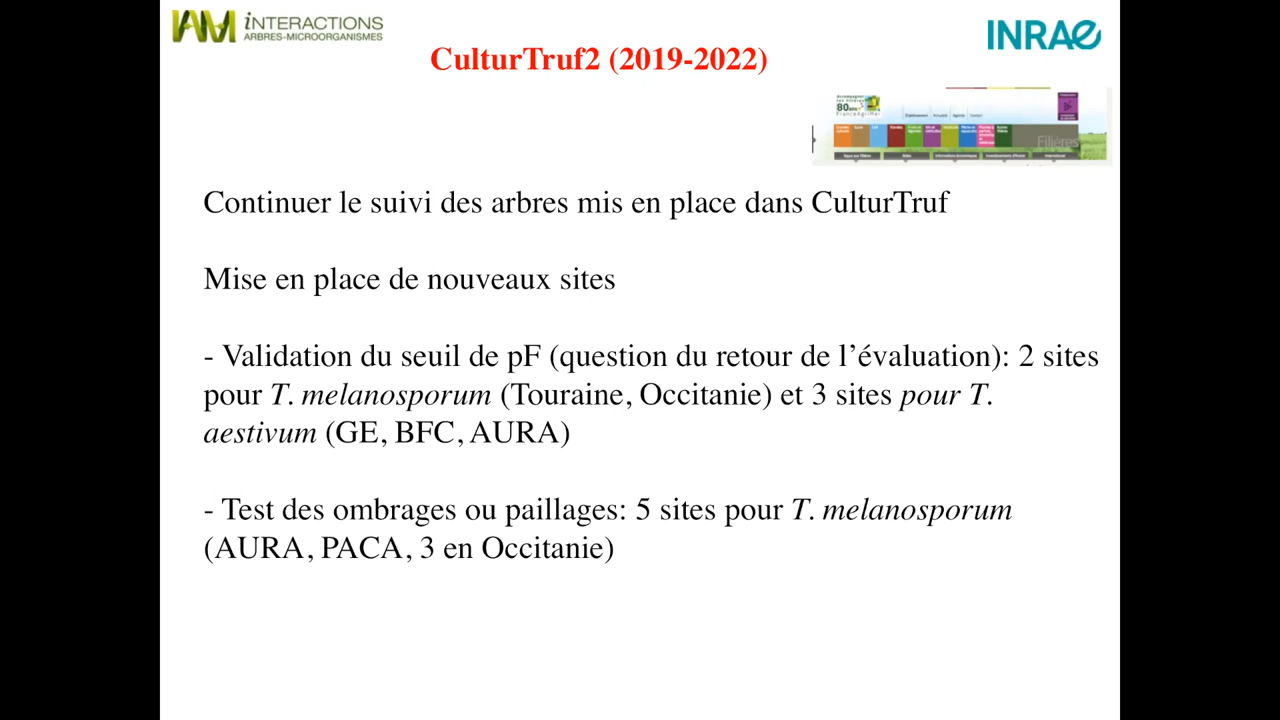 iNTERACTIONS
ARBRES-MICROORGANISMES
INRAE
CulturTruf2 (2019-2022)
80ans
FranceAgriMer
Filières
Continuer le suivi des arbres mis en place dans CulturTruf
Mise en place de nouveaux sites
- Validation du seuil de pF (question du retour de l’évaluation): 2 sites
pour T. melanosporum (Touraine, Occitanie) et 3 sites pour T.
aestivum (GE, BFC, AURA)
- Test des ombrages ou paillages: 5 sites pour T. melanosporum
(AURA, PACA, 3 en Occitanie)